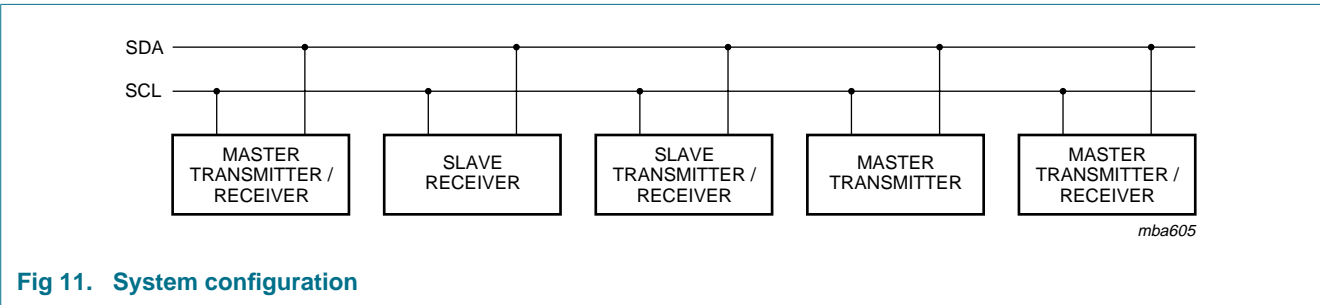 SDA
SCL
MASTER
TRANSMITTER /
RECEIVER
SLAVE
RECEIVER
SLAVE
TRANSMITTER /
RECEIVER
MASTER
TRANSMITTER
MASTER
TRANSMITTER /
RECEIVER
mba605
Fig 11. System configuration